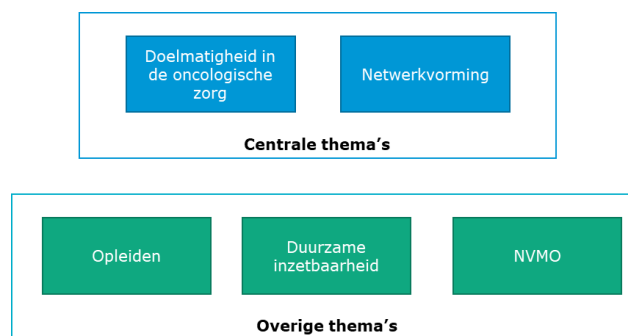 Doelmatigheid in
de oncologische
zorg
Netwerkvorming
Centrale thema's
Opleiden
Duurzame
inzetbaarheid
NVMO
Overige thema's